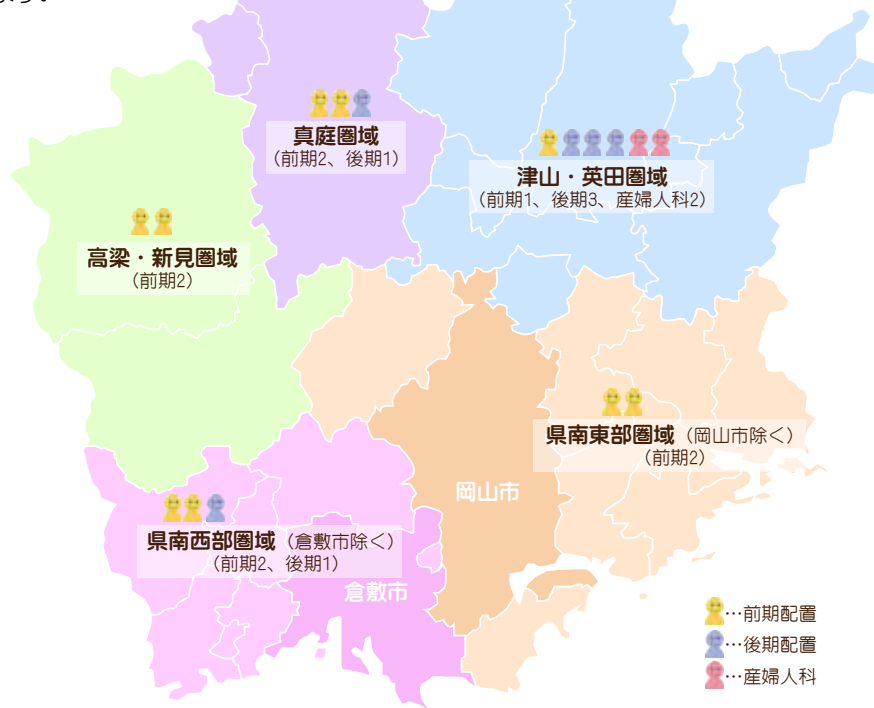 真庭圏域
（前期2、後期1）
津山・英田圏域
（前期1、後期3、産婦人科2）
高梁・新見圏域
（前期2）
県南東部圏域（岡山市除く）
（前期2）
岡山市
県南西部圏域（倉敷市除く）
（前期2、後期1）
倉敷市
…前期配置
…後期配置
…産婦人科